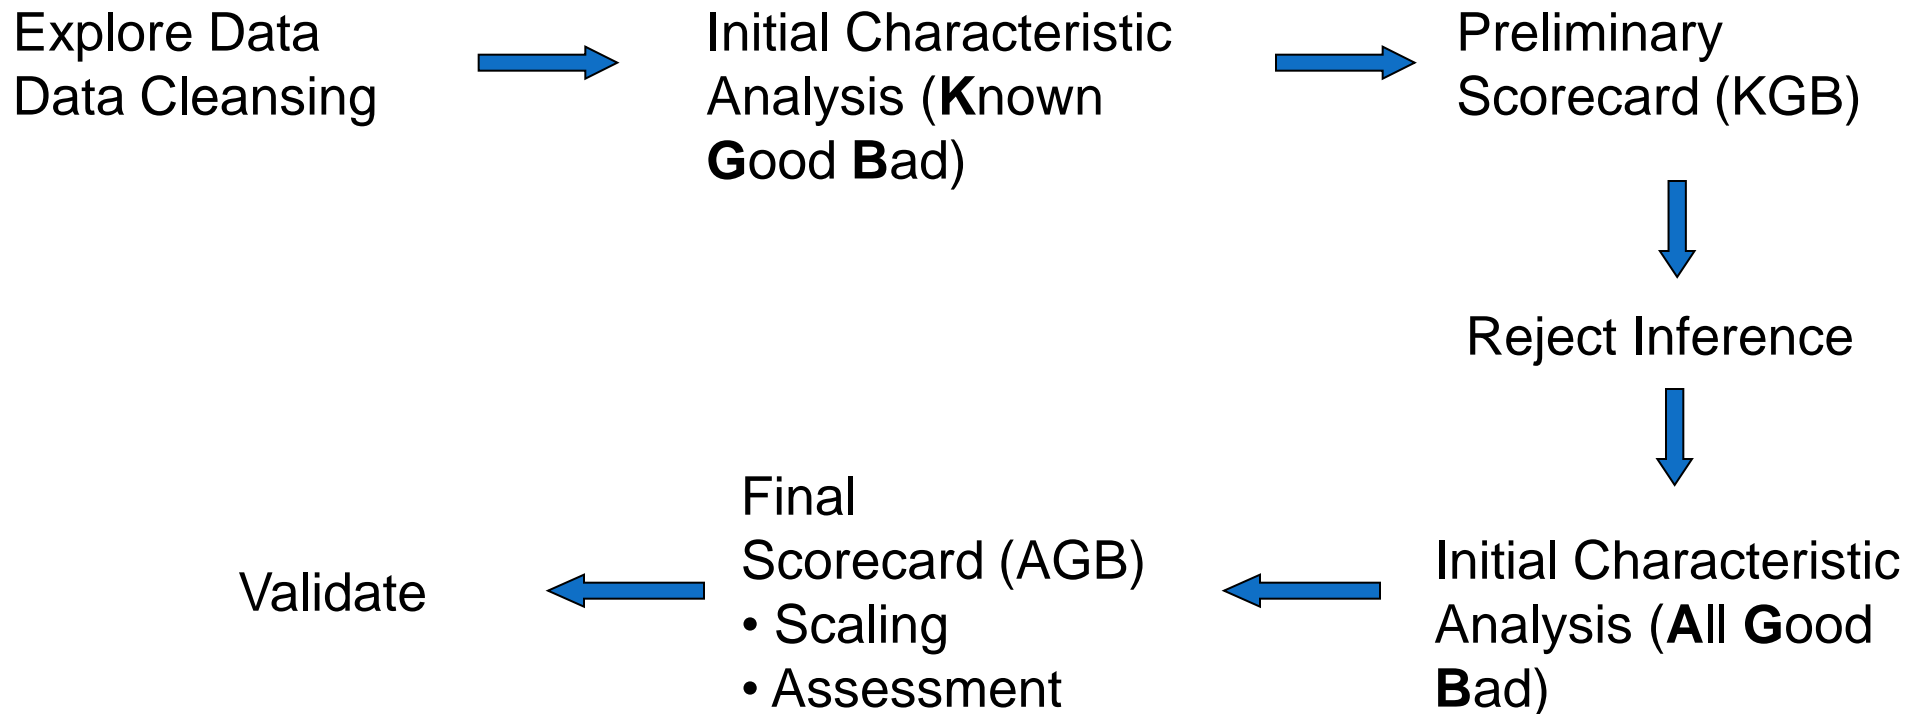 Explore Data
Data Cleansing
Initial Characteristic
Analysis (Known
Good Bad)
Preliminary
Scorecard (KGB)
Reject Inference
Initial Characteristic
Analysis (All Good
Bad)
Final
Scorecard (AGB)
• Scaling
• Assessment
Validate